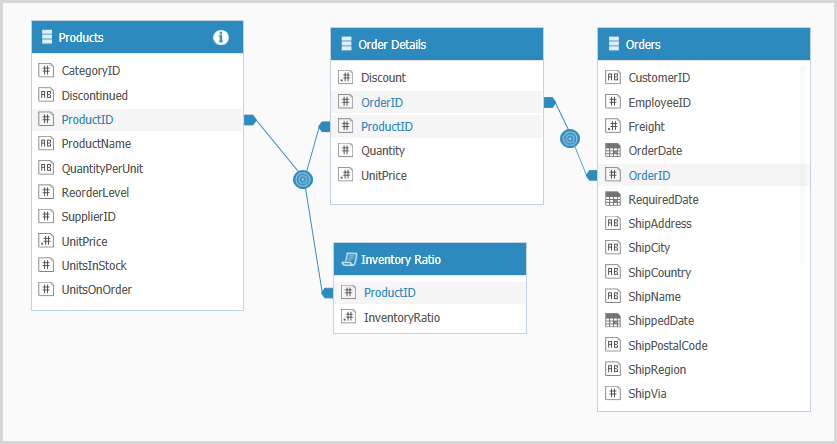 Products
CategoryID
Discontinued
ProductID
ProductName
QuantityPerUnit
ReorderLevel
SupplierID
UnitPrice
UnitsInStock
UnitsOnOrder
Order Details
Discount
OrderID
ProductID
Quantity
UnitPrice
Inventory Ratio
ProductID
InventoryRatio
Orders
CustomerID
EmployeeID
Freight
OrderDate
OrderID
RequiredDate
ShipAddress
ShipCity
ShipCountry
ShipName
ShippedDate
ShipPostalCode
ShipRegion
ShipVia